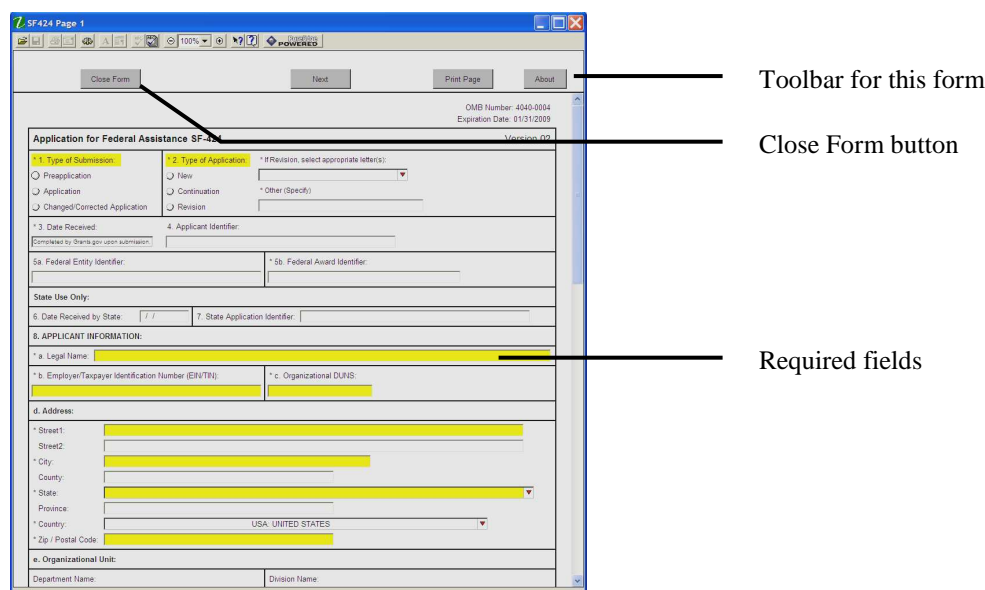 SF424 Page 1
100%
POWERED
Close Form
Next
Print Page
About
Toolbar for this form
OMB Number: 4040-0004
Expiration Date: 01/31/2009
Close Form button
Application for Federal Assistance SF-424
Version 02
* 1. Type of Submission:
* 2. Type of Application:
* If Revision, select appropriate letter(s):
Preapplication
New
Application
Continuation
* Other (Specify)
Changed/Corrected Application
Revision
* 3. Date Received:
4. Applicant Identifier:
Completed by Grants.gov upon submission.
5a. Federal Entity Identifier:
* 5b. Federal Award Identifier:
State Use Only:
6. Date Received by State: / /
7. State Application Identifier:
8. APPLICANT INFORMATION:
* a. Legal Name:
Required fields
* b. Employer/Taxpayer Identification Number (EIN/TIN):
* c. Organizational DUNS:
d. Address:
* Street1:
Street2:
* City:
County:
* State:
Province:
* Country: USA: UNITED STATES
* Zip / Postal Code:
e. Organizational Unit:
Department Name:
Division Name: